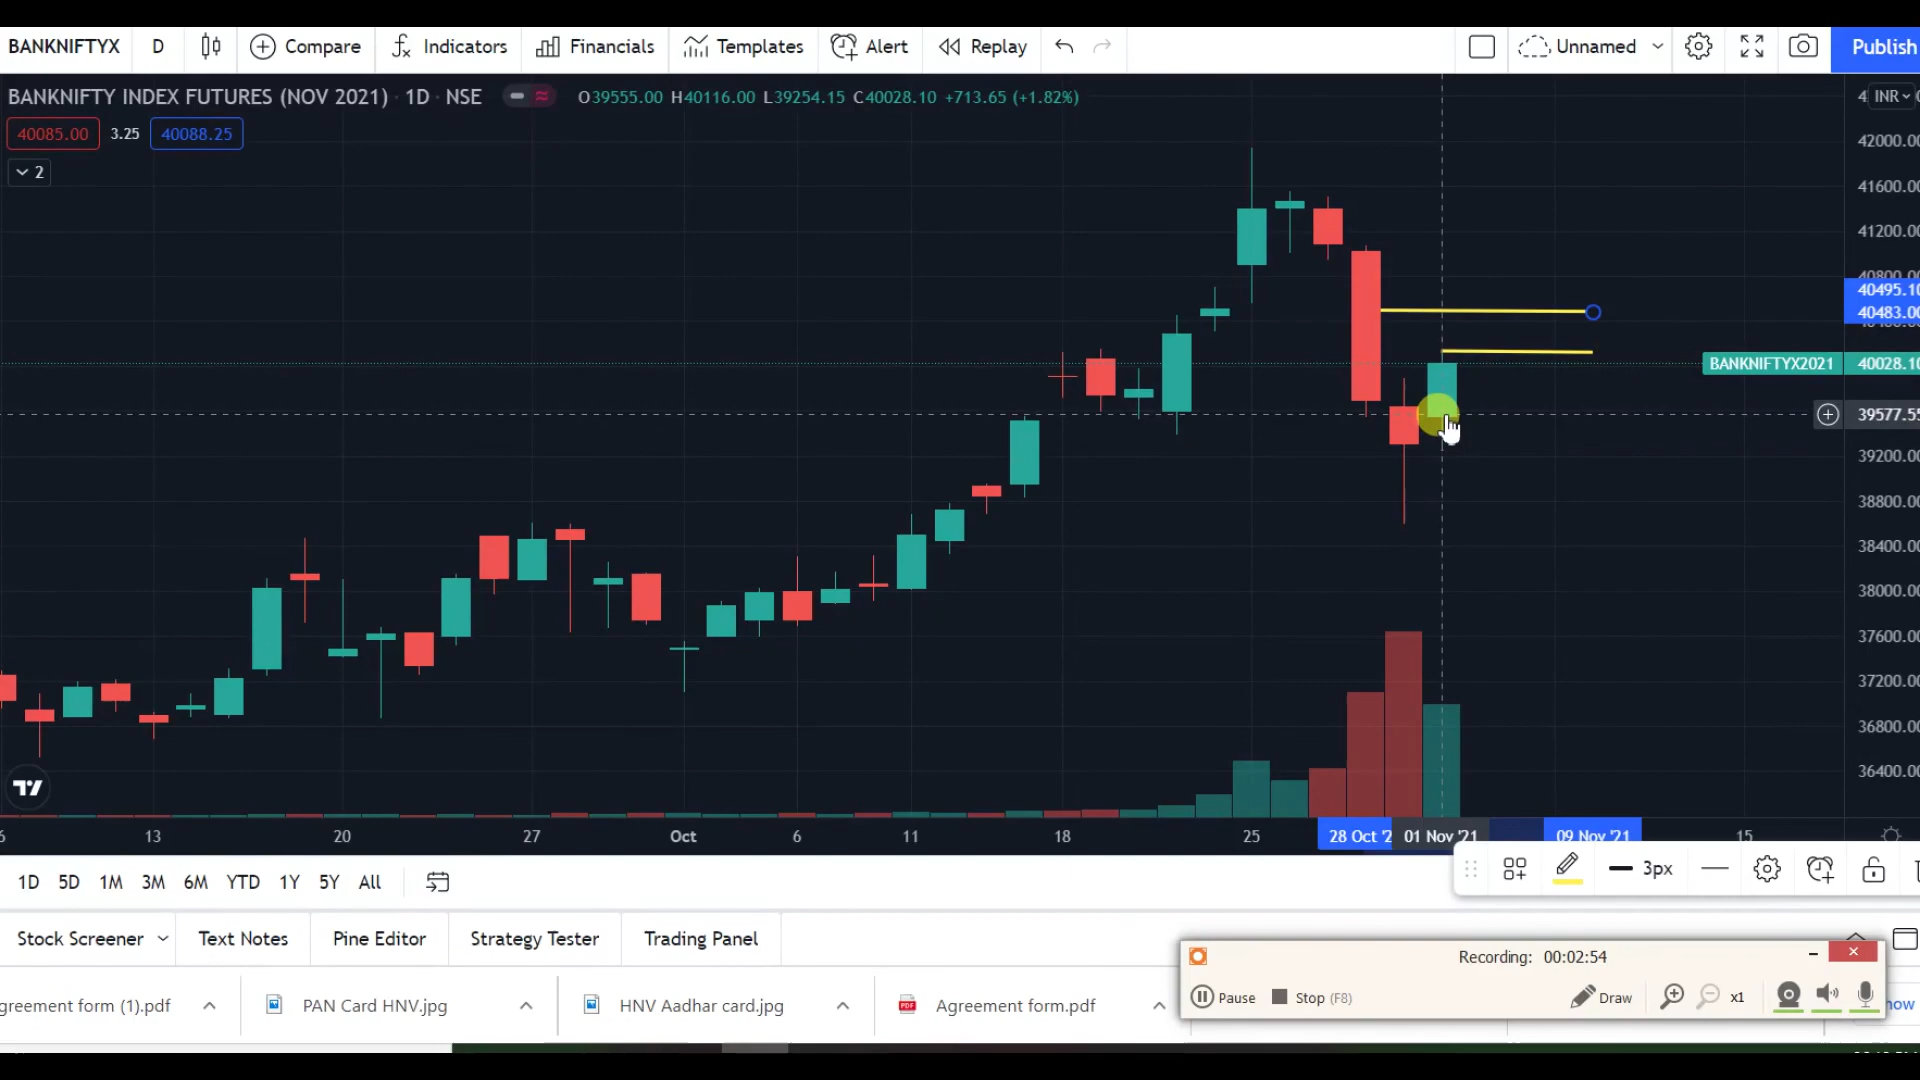 BANKNIFTYX D Compare Indicators Financials Templates Alert Replay Unnamed Publish
BANKNIFTY INDEX FUTURES (NOV 2021) · 1D · NSE O39555.00 H40116.00 L39254.15 C40028.10 +713.65 (+1.82%)
INR
40085.00 3.25 40088.25
2
42000.00
41600.00
41200.00
40800.00
40495.10
40483.00
BANKNIFTYX2021 40028.10
39577.55
39200.00
38800.00
38400.00
38000.00
37600.00
37200.00
36800.00
36400.00
13 20 27 Oct 6 11 18 25 28 Oct '2 01 Nov '21 09 Nov '21 15
3px
1D 5D 1M 3M 6M YTD 1Y 5Y All
Stock Screener Text Notes Pine Editor Strategy Tester Trading Panel
Recording: 00:02:54
Pause Stop (F8) Draw x1
greement form (1).pdf PAN Card HNV.jpg HNV Aadhar card.jpg Agreement form.pdf